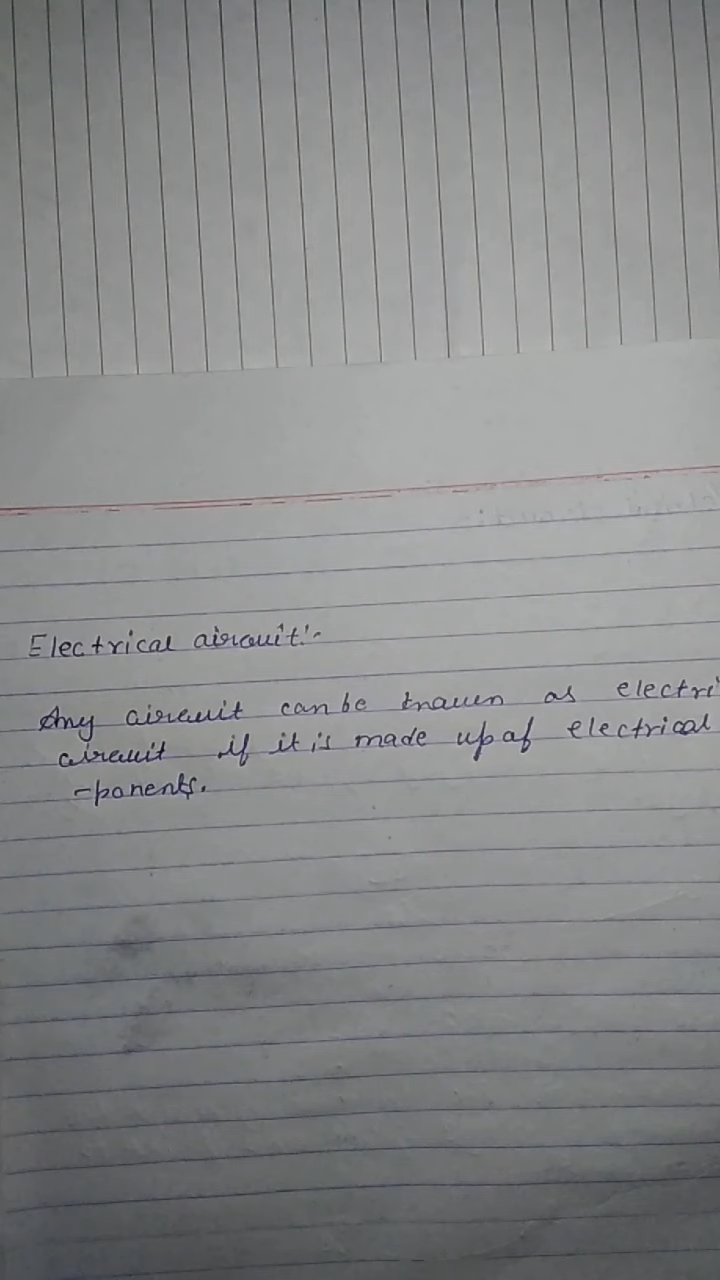 Electrical circuit:-
Any circuit can be known as electri
circuit if it is made up of electrical
-ponents.